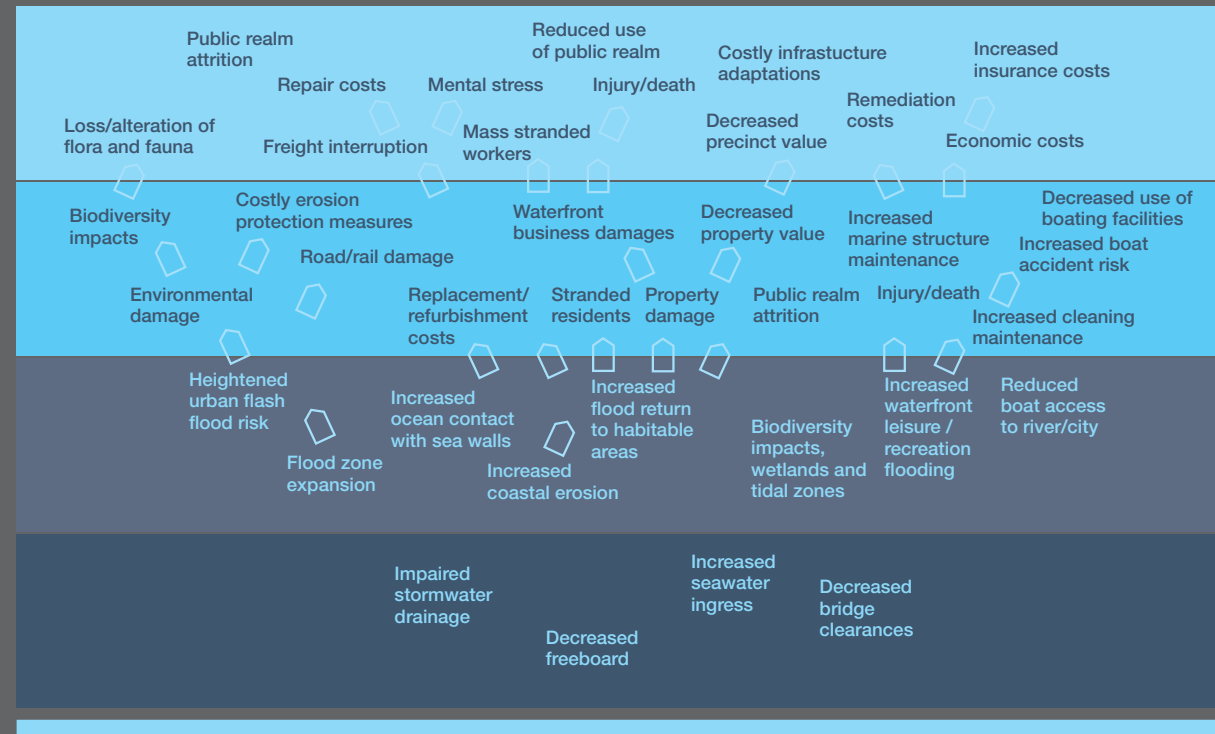 Public realm
attrition
Reduced use
of public realm
Costly infrastucture
adaptations
Increased
insurance costs
Repair costs
Mental stress
Injury/death
Remediation
costs
Loss/alteration of
flora and fauna
Freight interruption
Mass stranded
workers
Decreased
precinct value
Economic costs
Biodiversity
impacts
Costly erosion
protection measures
Waterfront
business damages
Decreased
property value
Increased
marine structure
maintenance
Decreased use of
boating facilities
Increased boat
accident risk
Road/rail damage
Environmental
damage
Replacement/
refurbishment
costs
Stranded
residents
Property
damage
Public realm
attrition
Injury/death
Increased cleaning
maintenance
Heightened
urban flash
flood risk
Increased
ocean contact
with sea walls
Increased
flood return
to habitable
areas
Increased
waterfront
leisure /
recreation
flooding
Reduced
boat access
to river/city
Flood zone
expansion
Increased
coastal erosion
Biodiversity
impacts,
wetlands and
tidal zones
Impaired
stormwater
drainage
Increased
seawater
ingress
Decreased
bridge
clearances
Decreased
freeboard